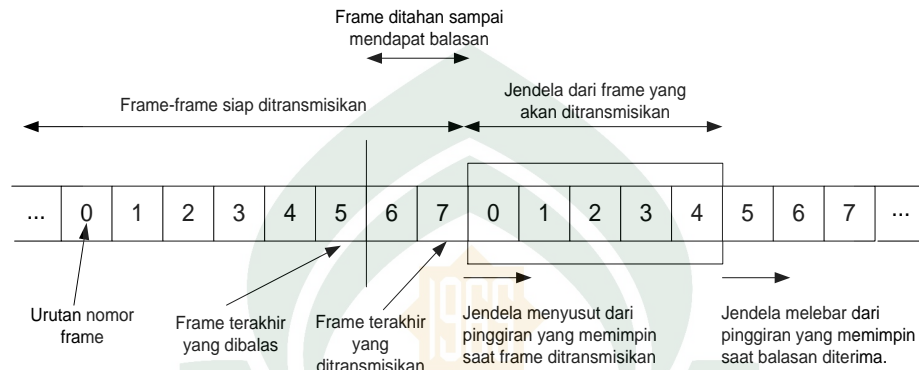 Frame ditahan sampai
mendapat balasan
Frame-frame siap ditransmisikan
Jendela dari frame yang
akan ditransmisikan
... 0 1 2 3 4 5 6 7 0 1 2 3 4 5 6 7 ...
Urutan nomor
frame
Frame terakhir
yang dibalas
Frame terakhir
yang
ditransmisikan
Jendela menyusut dari
pinggiran yang memimpin
saat frame ditransmisikan
Jendela melebar dari
pinggiran yang memimpin
saat balasan diterima.
1965